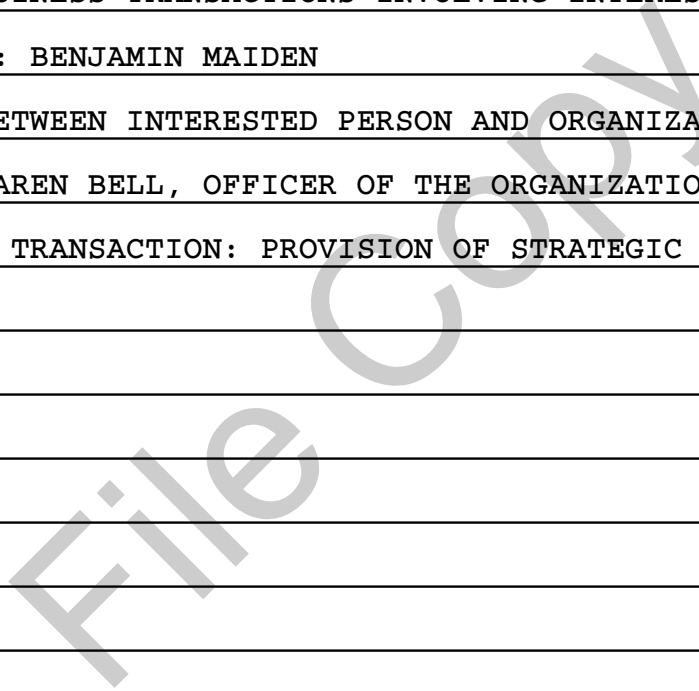 : BENJAMIN MAIDEN
ETWEEN INTERESTED PERSON AND ORGANIZA
AREN BELL, OFFICER OF THE ORGANIZATIO
TRANSACTION: PROVISION OF STRATEGIC
File Copy